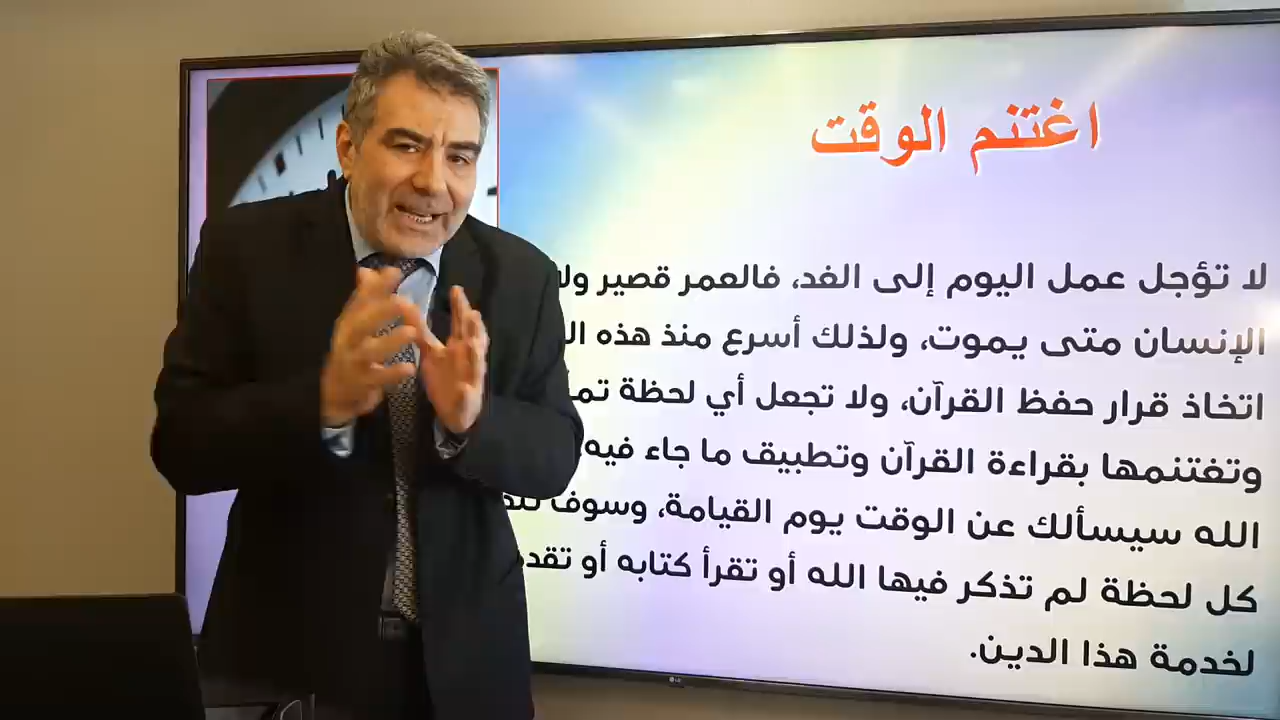 اغتنم الوقت
لا تؤجل عمل اليوم إلى الغد، فالعمر قصير ولا
الإنسان متى يموت، ولذلك أسرع منذ هذه
اتخاذ قرار حفظ القرآن، ولا تجعل أي لحظة
وتغتنمها بقراءة القرآن وتطبيق ما جاء فيه
الله سيسألك عن الوقت يوم القيامة، وسوف
كل لحظة لم تذكر فيها الله أو تقرأ كتابه أو
لخدمة هذا الدين.
LG